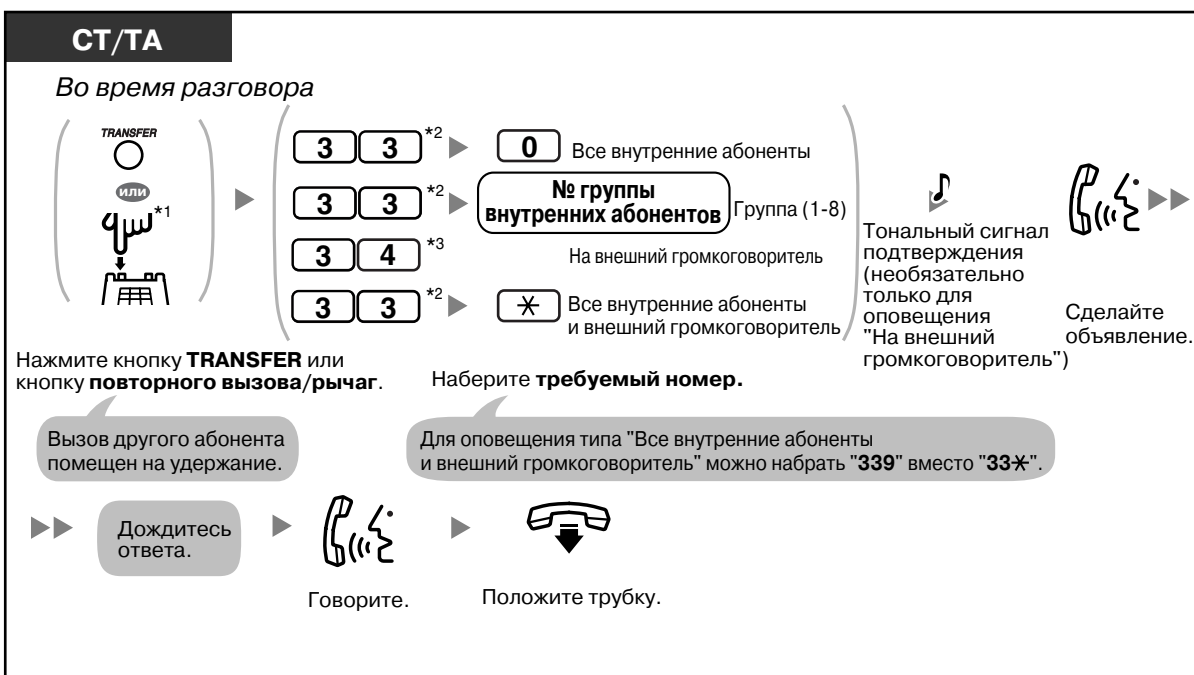 СТ/ТА
Во время разговора
TRANSFER
или
*1
3 3 *2 0 Все внутренние абоненты
3 3 *2 № группы
внутренних абонентов Группа (1-8)
3 4 *3 На внешний громкоговоритель
3 3 *2 ✳ Все внутренние абоненты
и внешний громкоговоритель
Тональный сигнал
подтверждения
(необязательно
только для
оповещения
"На внешний
громкоговоритель")
Сделайте
объявление.
Нажмите кнопку TRANSFER или
кнопку повторного вызова/рычаг.
Наберите требуемый номер.
Вызов другого абонента
помещен на удержание.
Для оповещения типа "Все внутренние абоненты
и внешний громкоговоритель" можно набрать "339" вместо "33✳".
Дождитесь
ответа.
Говорите.
Положите трубку.